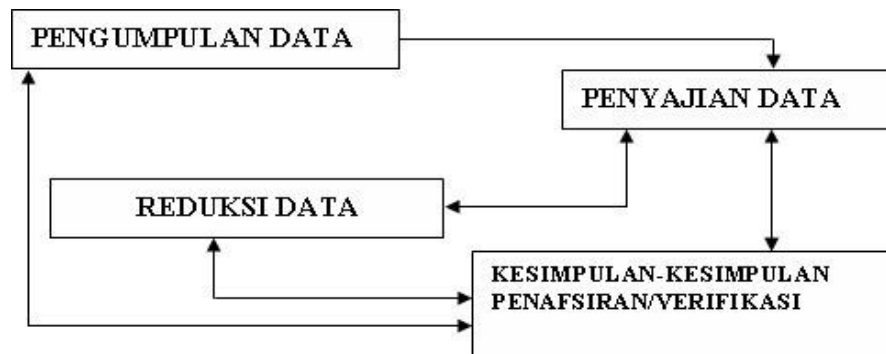 PENGUMPULAN DATA
PENYAJIAN DATA
REDUKSI DATA
KESIMPULAN-KESIMPULAN
PENAFSIRAN/VERIFIKASI